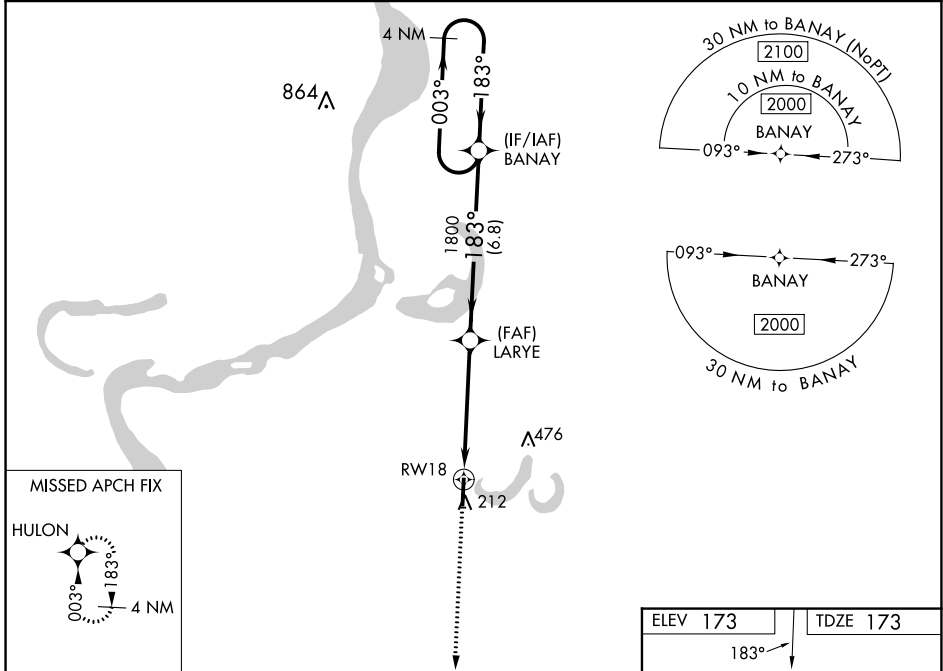 4 NM
003°
183°
864
(IF/IAF)
BANAY
1800
183°
(6.8)
(FAF)
LARYE
476
RW18
212
30 NM to BANAY (NoPT)
2100
10 NM to BANAY
2000
BANAY
093°
273°
093°
273°
BANAY
2000
30 NM to BANAY
MISSED APCH FIX
HULON
003°
183°
4 NM
ELEV 173
TDZE 173
183°